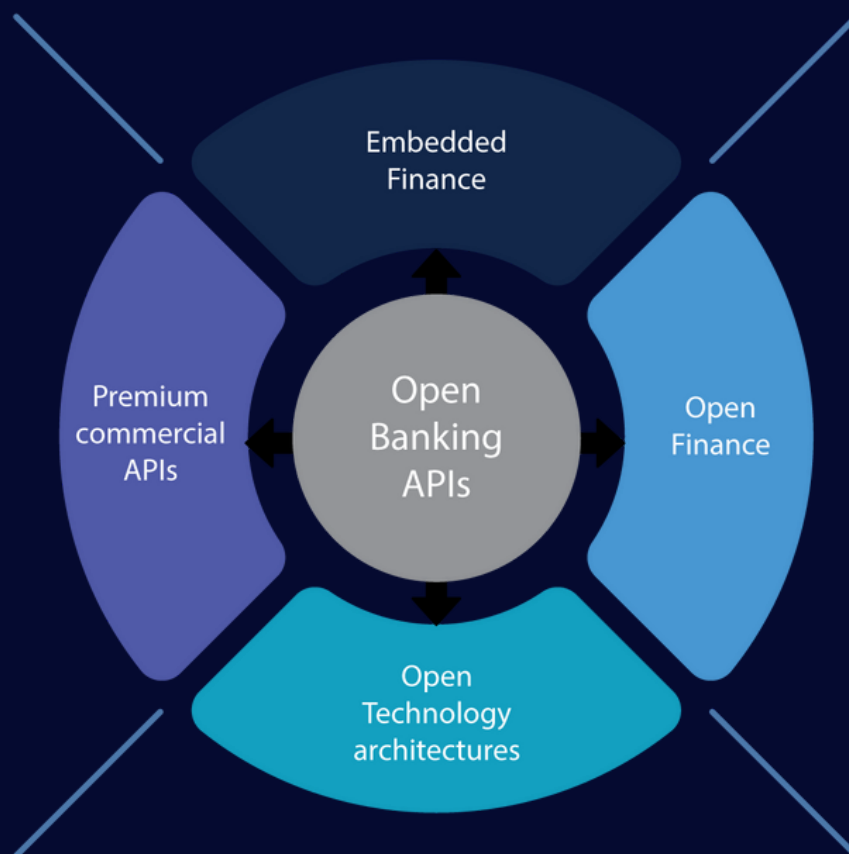 Embedded
Finance
Premium
commercial
APIs
Open
Banking
APIs
Open
Finance
Open
Technology
architectures